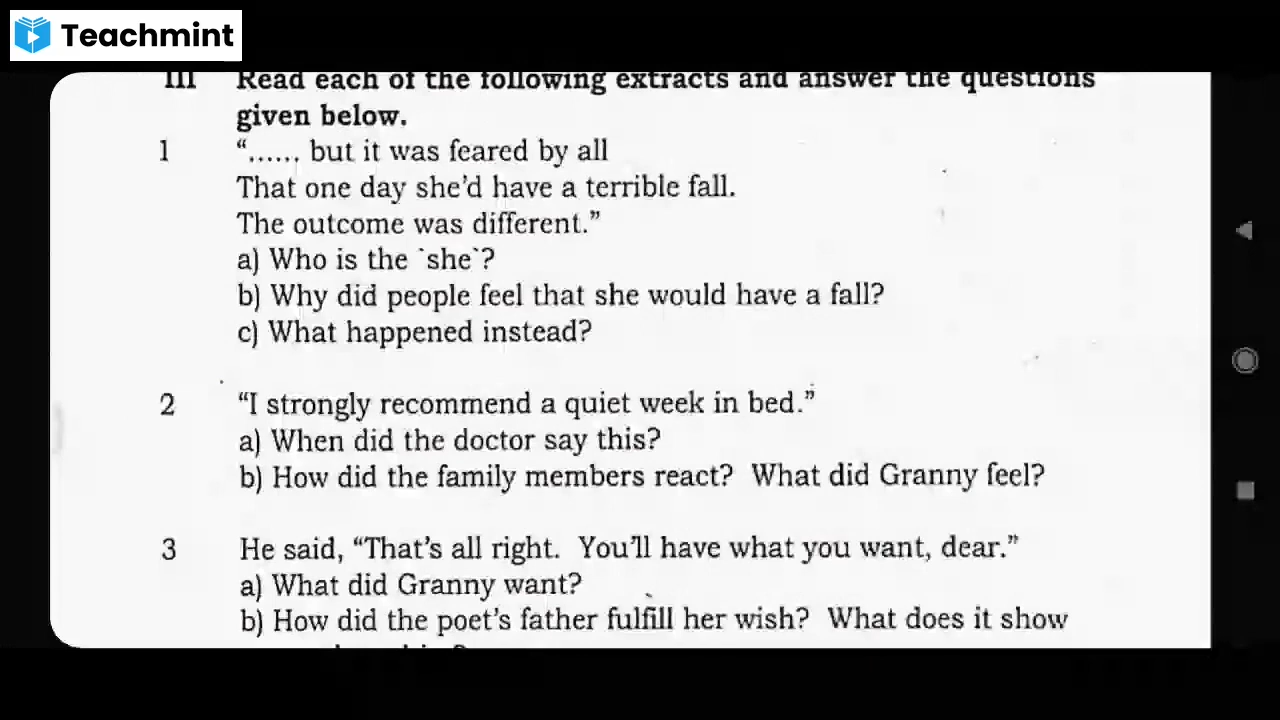 Teachmint
III Read each of the following extracts and answer the questions
given below.
1 “...... but it was feared by all
That one day she’d have a terrible fall.
The outcome was different.”
a) Who is the `she`?
b) Why did people feel that she would have a fall?
c) What happened instead?
2 “I strongly recommend a quiet week in bed.”
a) When did the doctor say this?
b) How did the family members react? What did Granny feel?
3 He said, “That’s all right. You’ll have what you want, dear.”
a) What did Granny want?
b) How did the poet’s father fulfill her wish? What does it show